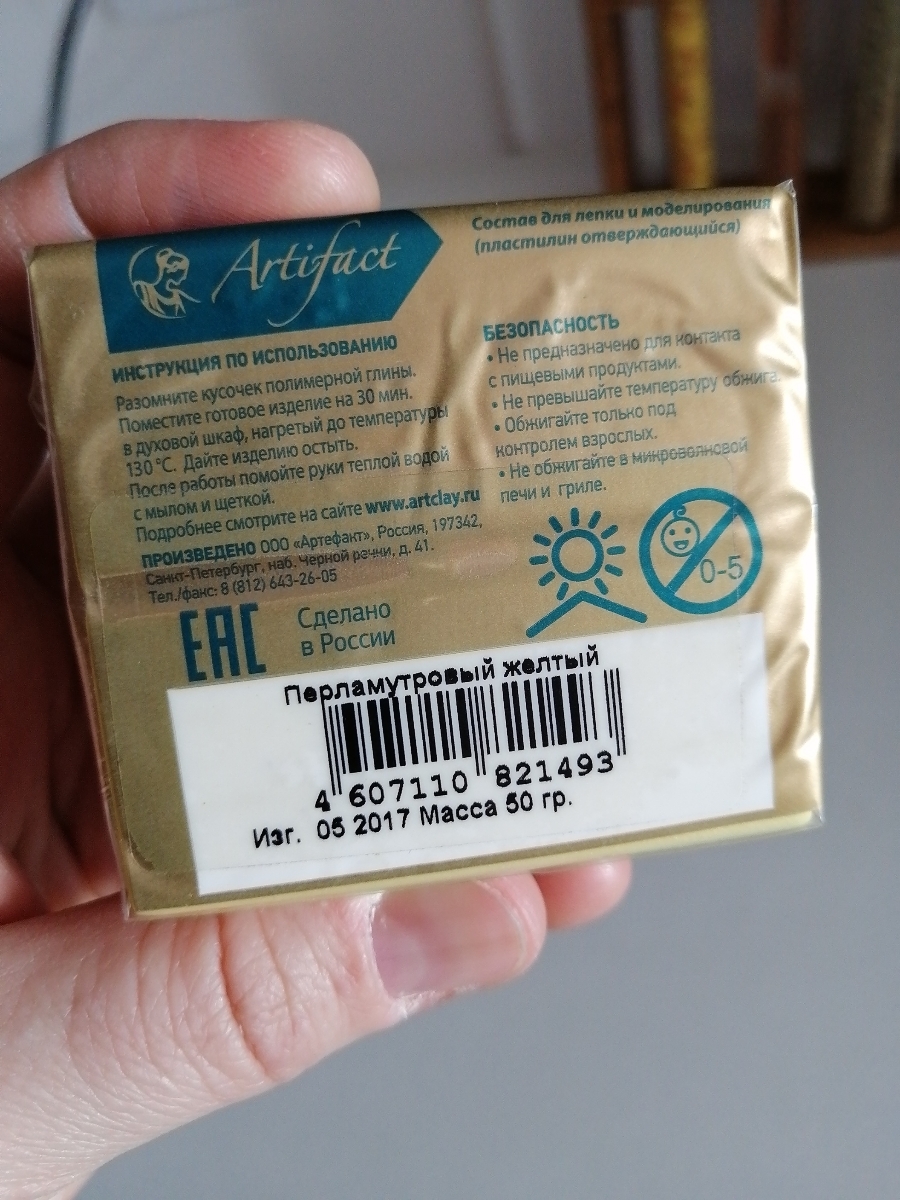 Artifact
Состав для лепки и моделирования
(пластилин отверждающийся)
ИНСТРУКЦИЯ ПО ИСПОЛЬЗОВАНИЮ
Разомните кусочек полимерной глины.
Поместите готовое изделие на 30 мин.
в духовой шкаф, нагретый до температуры
130 °C. Дайте изделию остыть.
После работы помойте руки теплой водой
с мылом и щеткой.
Подробнее смотрите на сайте www.artclay.ru
ПРОИЗВЕДЕНО ООО «Артефакт», Россия, 197342,
Санкт-Петербург, наб. Черной речки, д. 41.
Тел./факс: 8 (812) 643-26-05
БЕЗОПАСНОСТЬ
• Не предназначено для контакта
с пищевыми продуктами.
• Не превышайте температуру обжига.
• Обжигайте только под
контролем взрослых.
• Не обжигайте в микроволновой
печи и гриле.
0-5
EAC
Сделано
в России
Перламутровый желтый
4 607110 821493
Изг. 05 2017 Масса 50 гр.